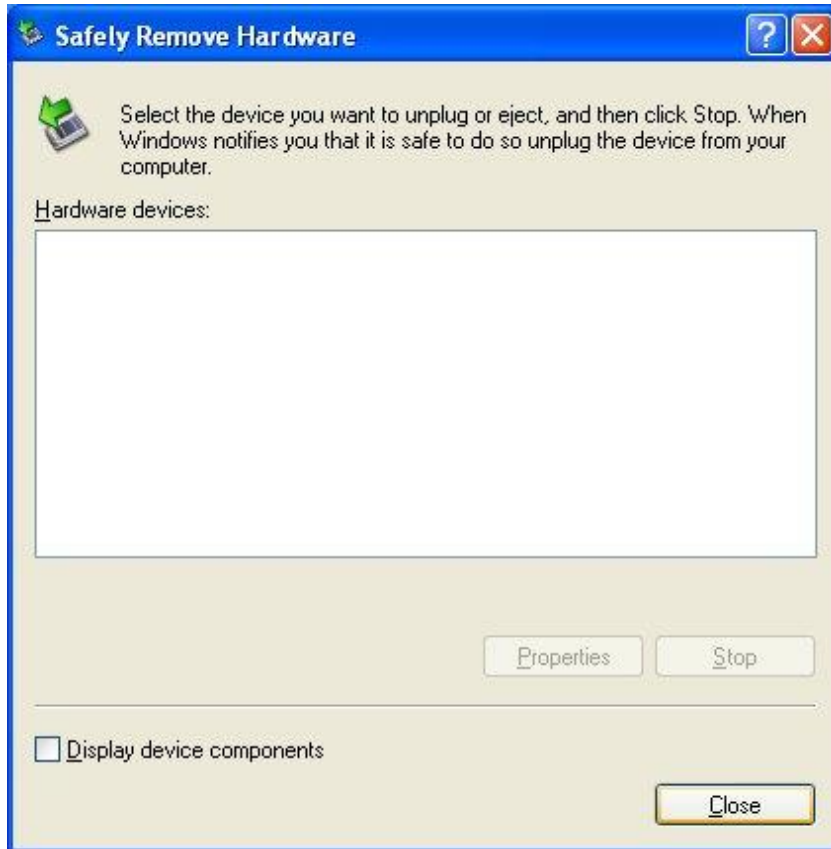 Safely Remove Hardware
Select the device you want to unplug or eject, and then click Stop. When
Windows notifies you that it is safe to do so unplug the device from your
computer.
Hardware devices:
Properties Stop
Display device components
Close